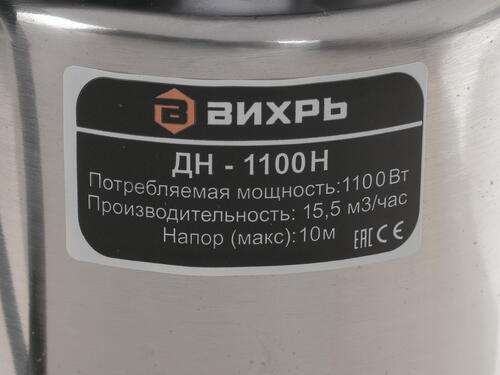 В ВИХРЬ
ДН - 1100Н
Потребляемая мощность:1100Вт
Производительность: 15,5 м3/час
Напор (макс):10м EAC CE